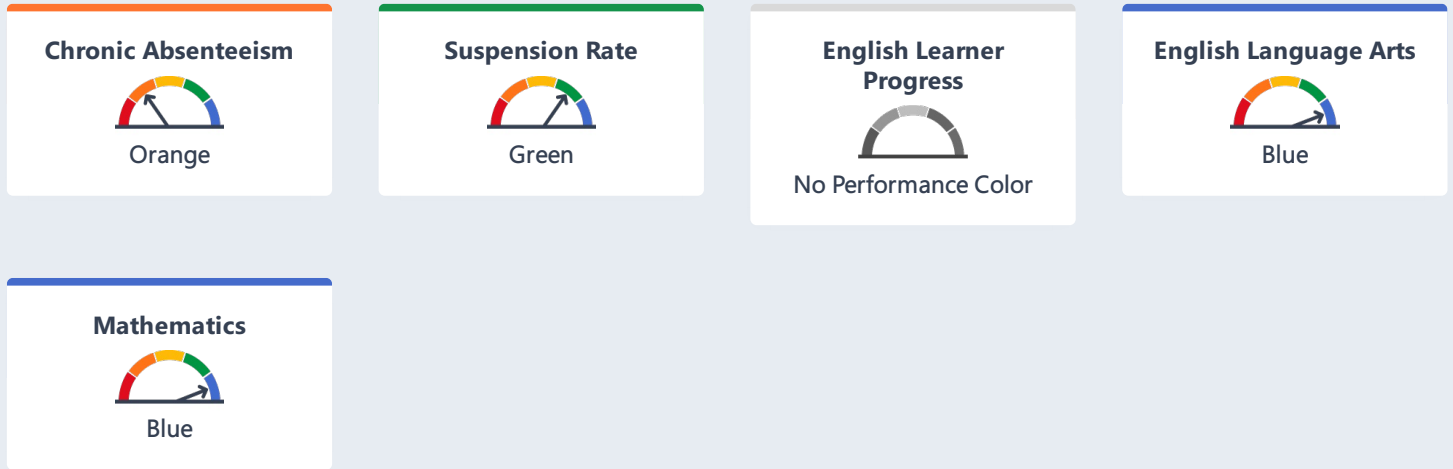 Chronic Absenteeism
Orange
Suspension Rate
Green
English Learner
Progress
No Performance Color
English Language Arts
Blue
Mathematics
Blue